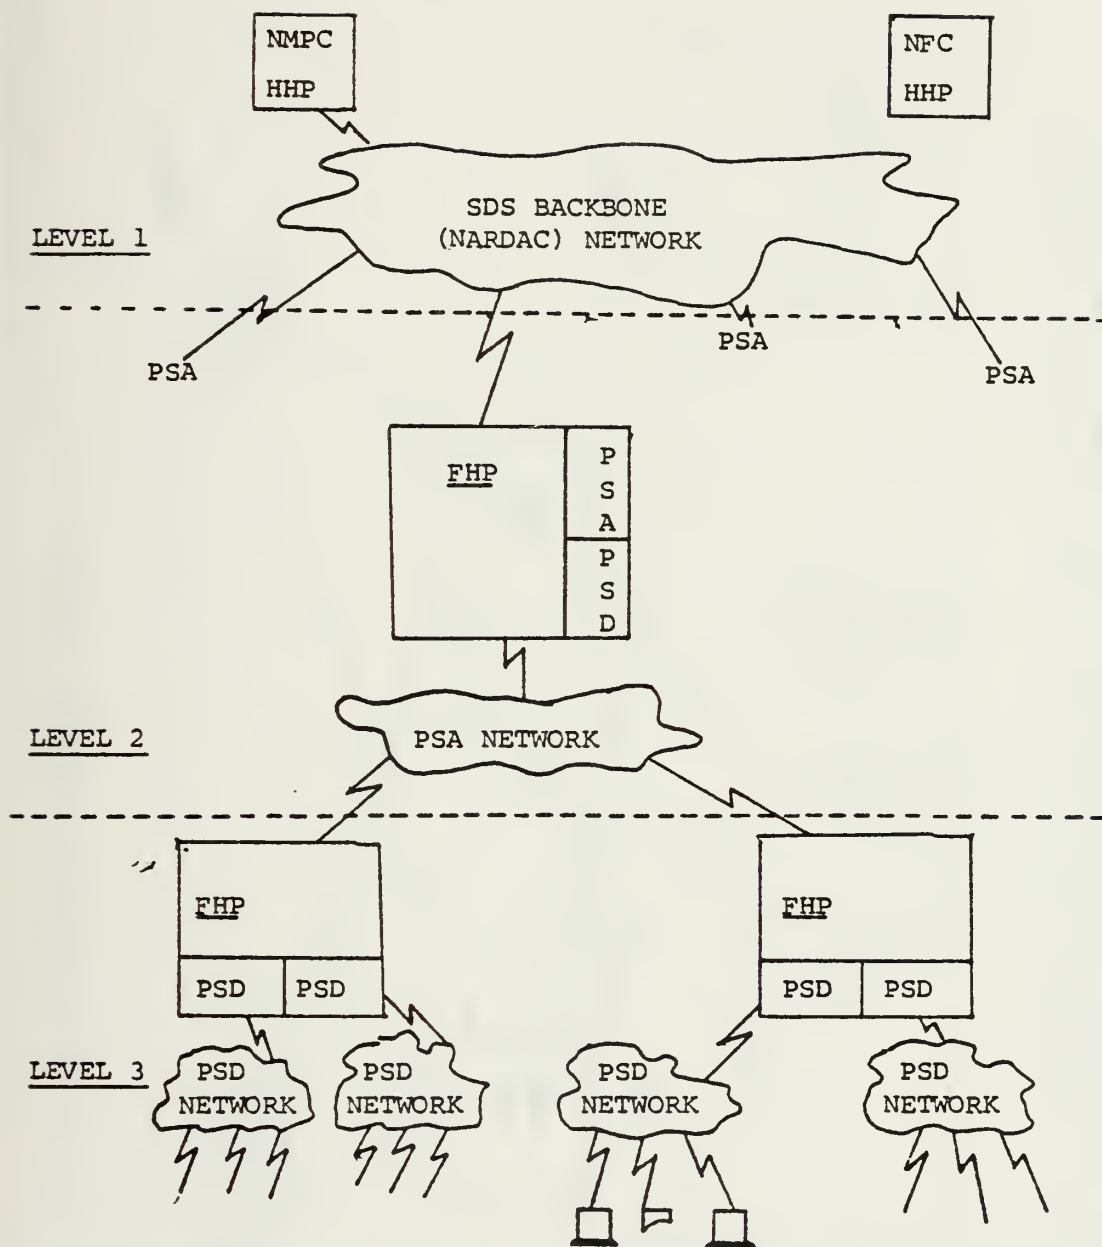 NMPC
HHP
NFC
HHP
SDS BACKBONE
(NARDAC) NETWORK
LEVEL 1
PSA
PSA
PSA
FHP
P
S
A
P
S
D
PSA NETWORK
LEVEL 2
FHP
PSD
PSD
FHP
PSD
PSD
LEVEL 3
PSD
NETWORK
PSD
NETWORK
PSD
NETWORK
PSD
NETWORK